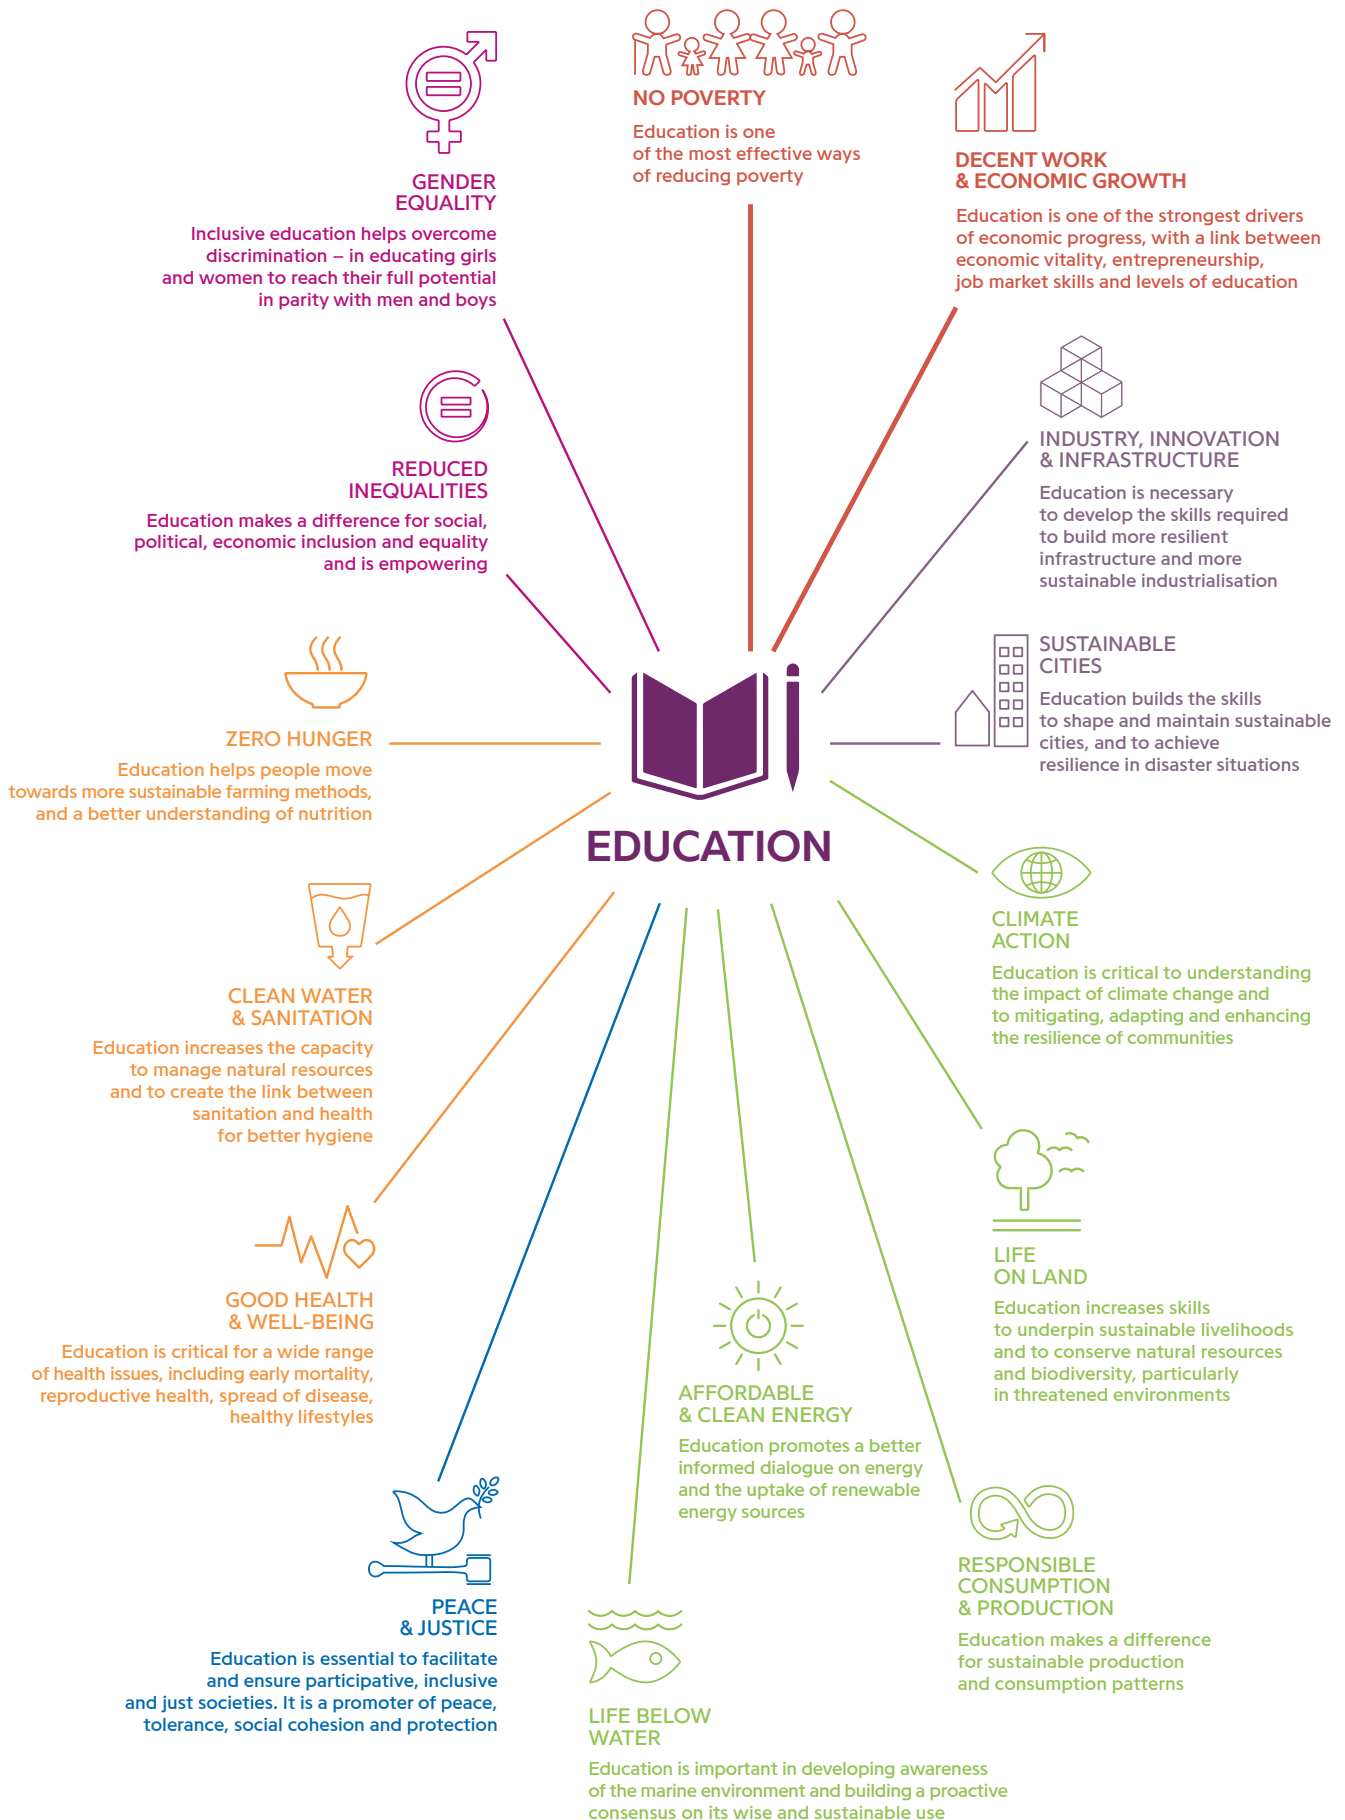 NO POVERTY
Education is one
of the most effective ways
of reducing poverty
DECENT WORK
& ECONOMIC GROWTH
Education is one of the strongest drivers
of economic progress, with a link between
economic vitality, entrepreneurship,
job market skills and levels of education
GENDER
EQUALITY
Inclusive education helps overcome
discrimination – in educating girls
and women to reach their full potential
in parity with men and boys
INDUSTRY, INNOVATION
& INFRASTRUCTURE
Education is necessary
to develop the skills required
to build more resilient
infrastructure and more
sustainable industrialisation
REDUCED
INEQUALITIES
Education makes a difference for social,
political, economic inclusion and equality
and is empowering
SUSTAINABLE
CITIES
Education builds the skills
to shape and maintain sustainable
cities, and to achieve
resilience in disaster situations
ZERO HUNGER
Education helps people move
towards more sustainable farming methods,
and a better understanding of nutrition
EDUCATION
CLIMATE
ACTION
Education is critical to understanding
the impact of climate change and
to mitigating, adapting and enhancing
the resilience of communities
CLEAN WATER
& SANITATION
Education increases the capacity
to manage natural resources
and to create the link between
sanitation and health
for better hygiene
LIFE
ON LAND
Education increases skills
to underpin sustainable livelihoods
and to conserve natural resources
and biodiversity, particularly
in threatened environments
GOOD HEALTH
& WELL-BEING
Education is critical for a wide range
of health issues, including early mortality,
reproductive health, spread of disease,
healthy lifestyles
AFFORDABLE
& CLEAN ENERGY
Education promotes a better
informed dialogue on energy
and the uptake of renewable
energy sources
RESPONSIBLE
CONSUMPTION
& PRODUCTION
Education makes a difference
for sustainable production
and consumption patterns
PEACE
& JUSTICE
Education is essential to facilitate
and ensure participative, inclusive
and just societies. It is a promoter of peace,
tolerance, social cohesion and protection
LIFE BELOW
WATER
Education is important in developing awareness
of the marine environment and building a proactive
consensus on its wise and sustainable use